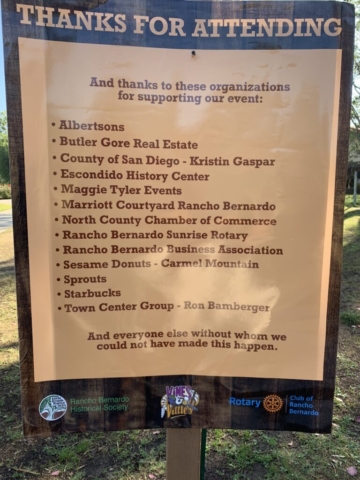 THANKS FOR ATTENDING
And thanks to these organizations
for supporting our event:
• Albertsons
• Butler Gore Real Estate
• County of San Diego - Kristin Gaspar
• Escondido History Center
• Maggie Tyler Events
• Marriott Courtyard Rancho Bernardo
• North County Chamber of Commerce
• Rancho Bernardo Sunrise Rotary
• Rancho Bernardo Business Association
• Sesame Donuts - Carmel Mountain
• Sprouts
• Starbucks
• Town Center Group - Ron Bamberger
And everyone else without whom we
could not have made this happen.
Rancho Bernardo
Historical Society
VINES
&
Vittles
Rotary
Club of
Rancho
Bernardo